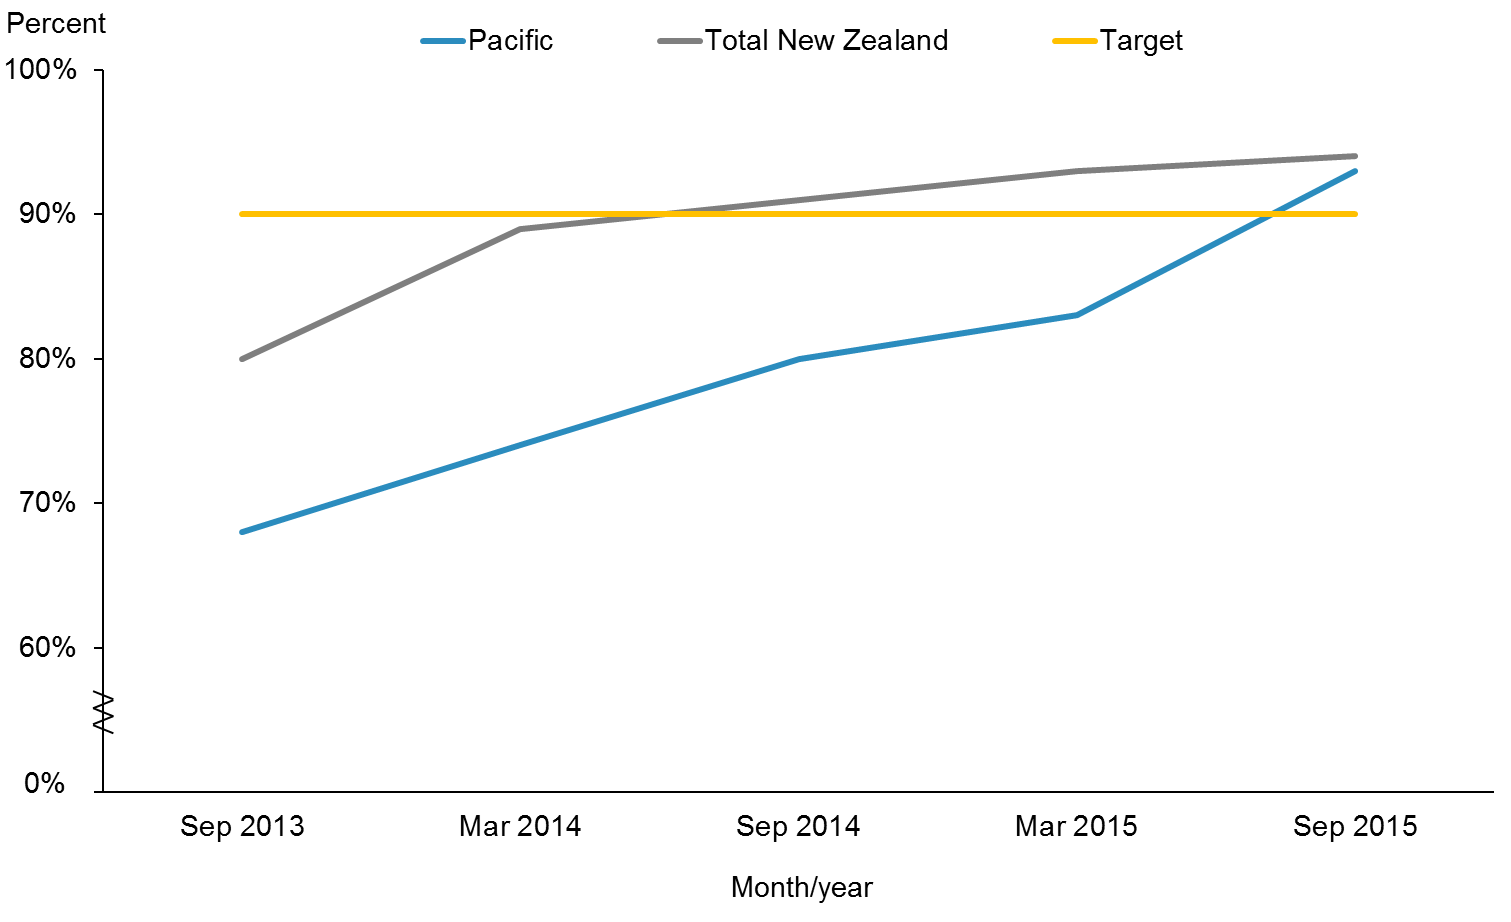 Percent
Pacific Total New Zealand Target
100%
90%
80%
70%
60%
0%
Sep 2013 Mar 2014 Sep 2014 Mar 2015 Sep 2015
Month/year